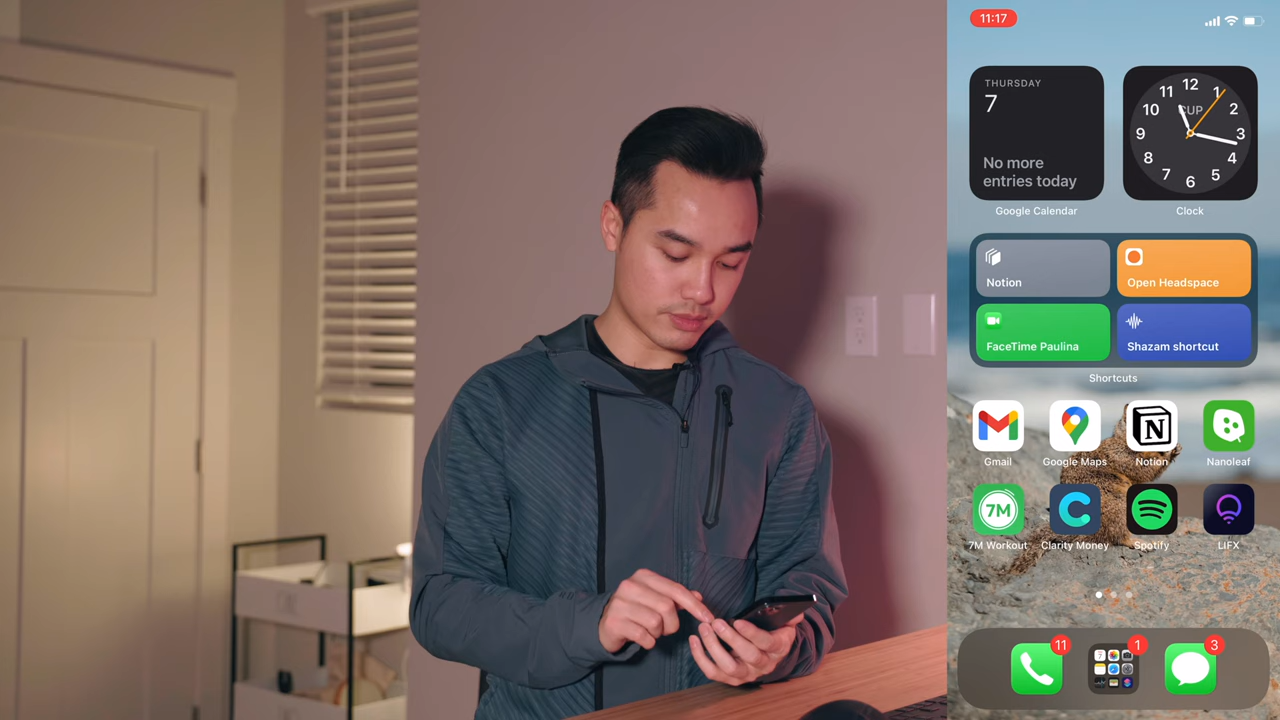 11:17
THURSDAY
7
No more
entries today
Google Calendar
12
1
2
3
4
5
6
7
8
9
10
11
CUP
Clock
Notion
Open Headspace
FaceTime Paulina
Shazam shortcut
Shortcuts
Gmail
Google Maps
N
Notion
Nanoleaf
7M
7M Workout
Clarity Money
Spotify
LIFX
11
1
3
7